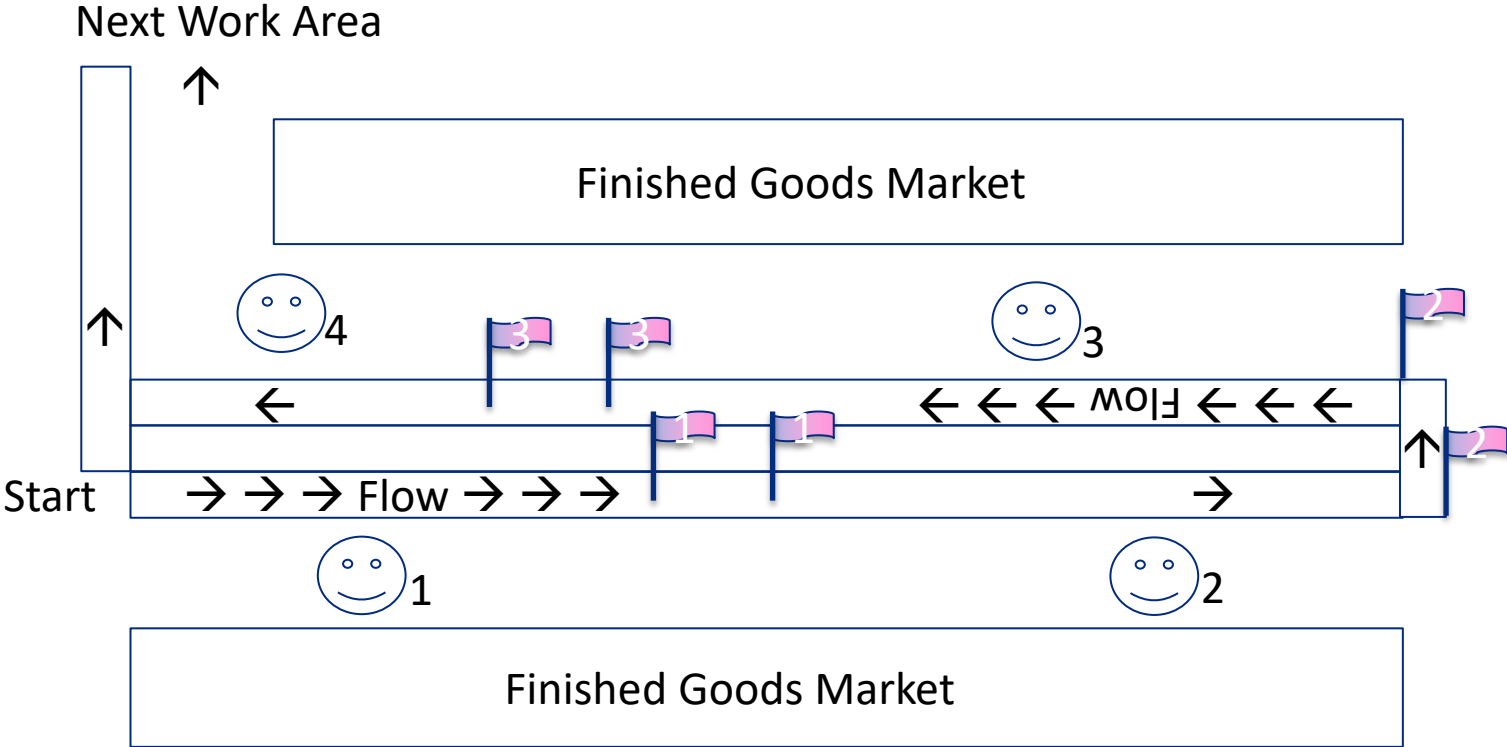 Next Work Area
↑
Finished Goods Market
4
3
3
3
2
↑
← ← ← ← Flow ← ← ←
1
1
↑
2
Start
→ → → Flow → → → →
1
2
Finished Goods Market